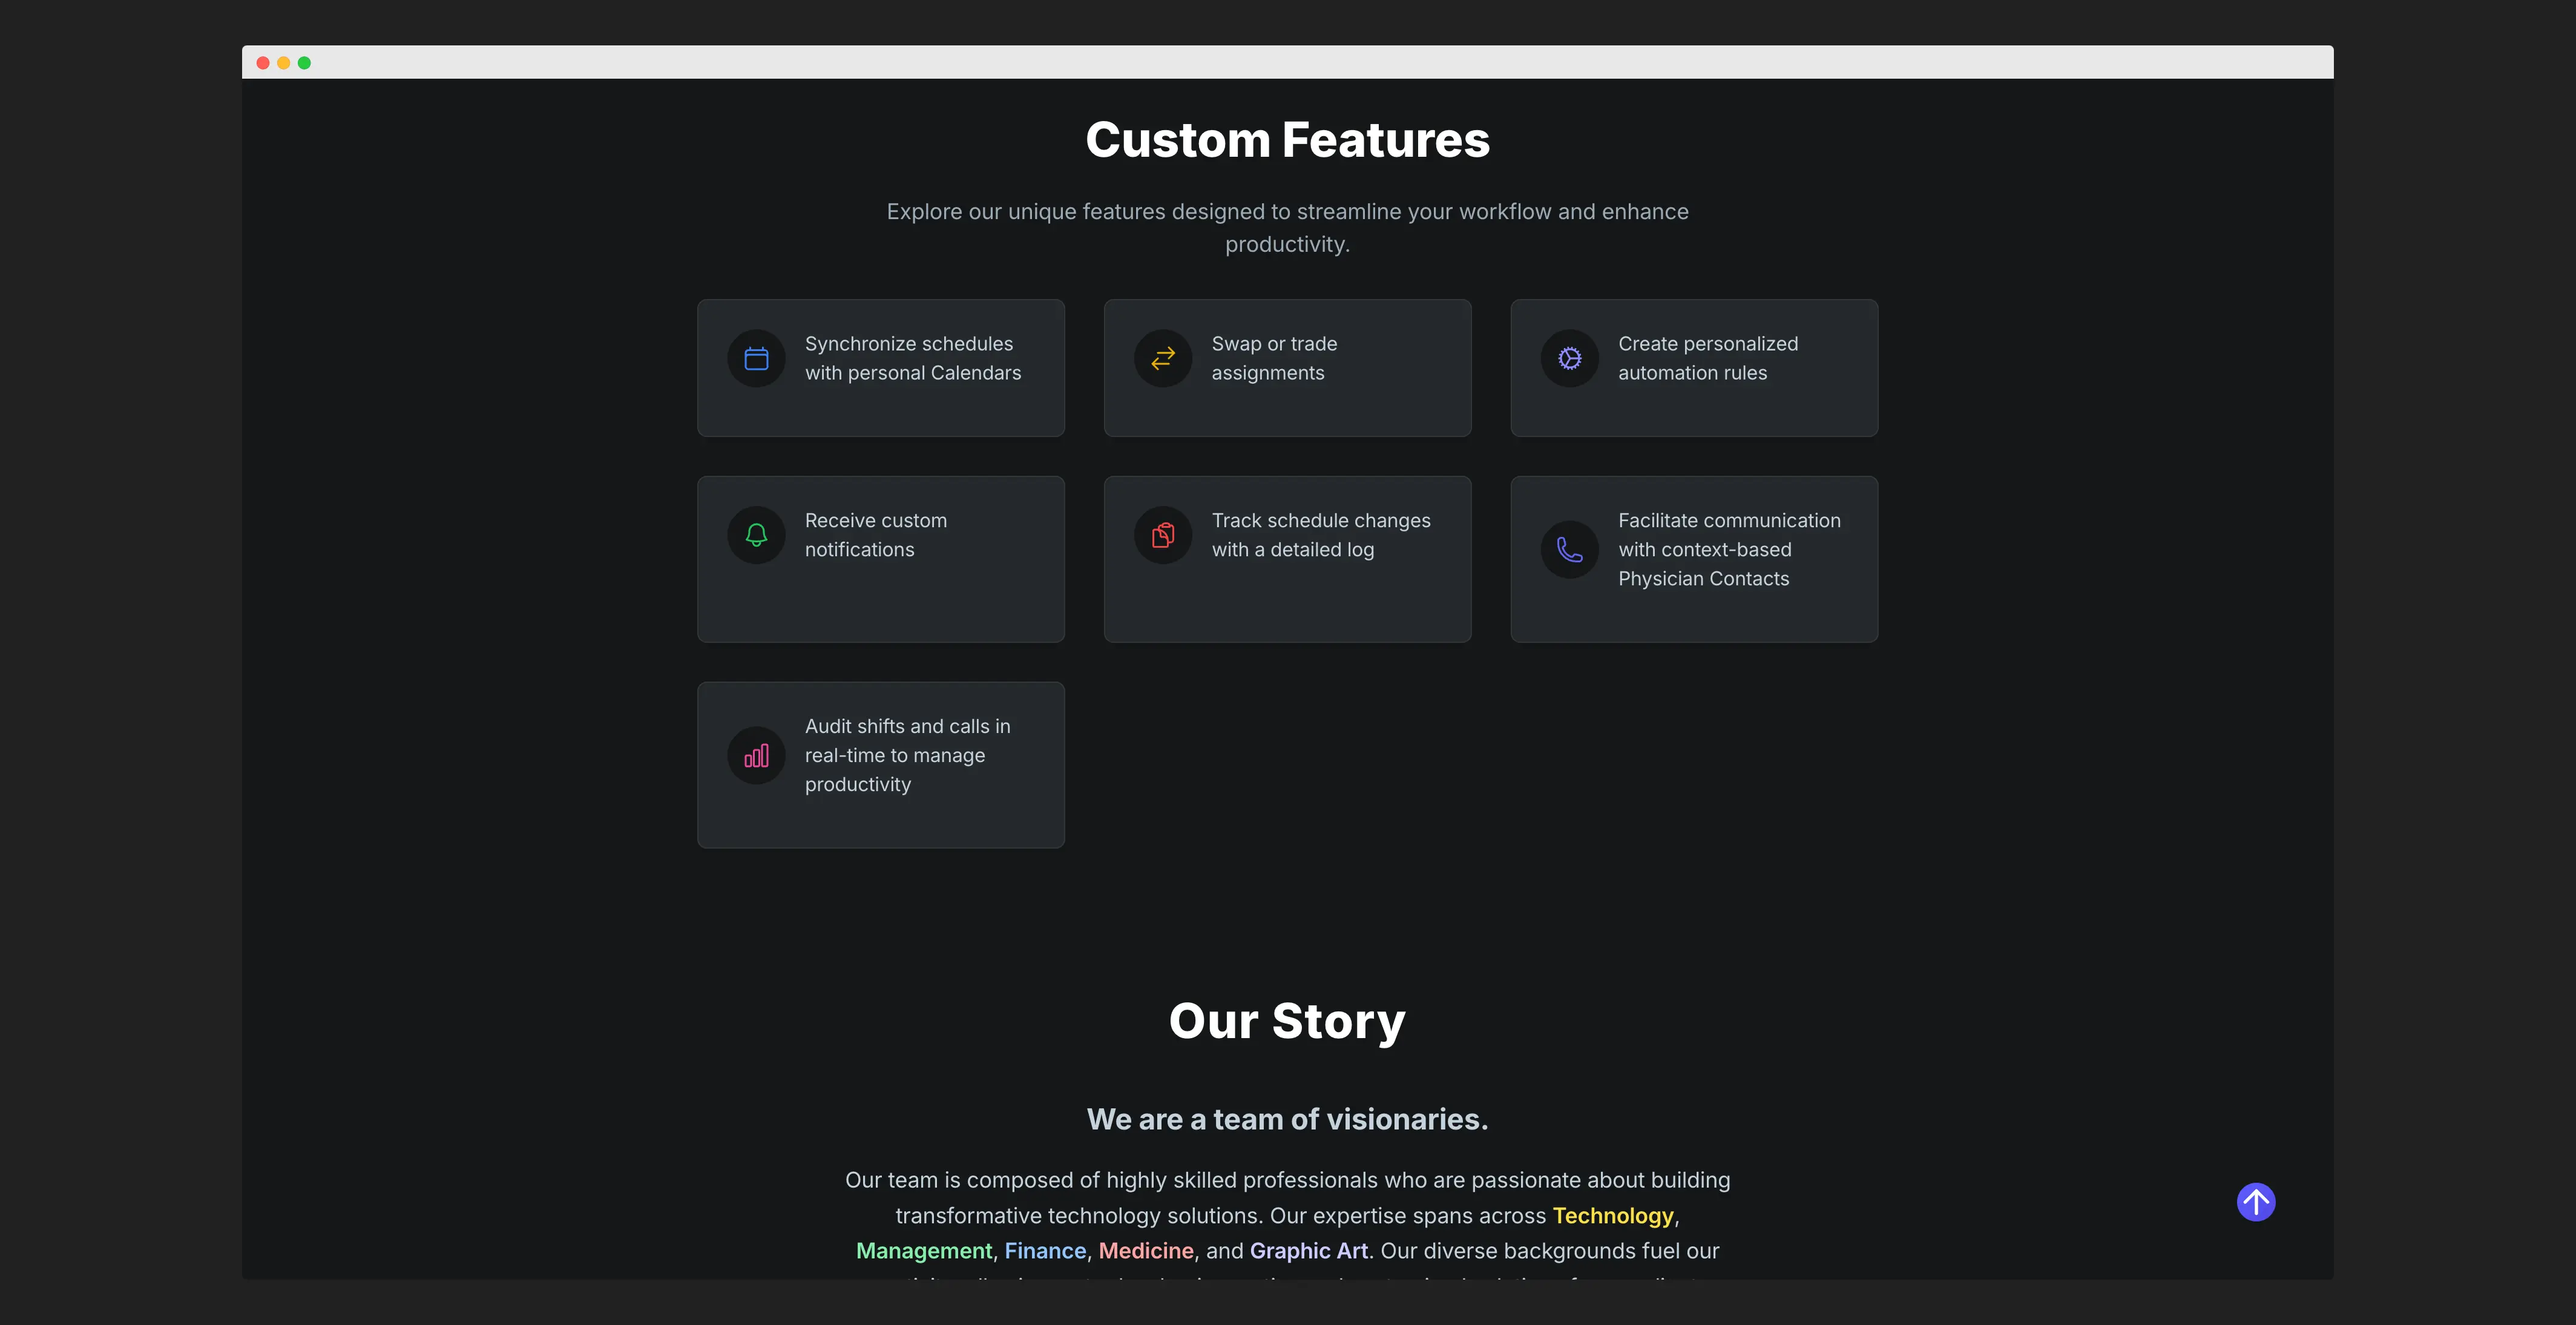 Custom Features
Explore our unique features designed to streamline your workflow and enhance
productivity.
Synchronize schedules
with personal Calendars
Swap or trade
assignments
Create personalized
automation rules
Receive custom
notifications
Track schedule changes
with a detailed log
Facilitate communication
with context-based
Physician Contacts
Audit shifts and calls in
real-time to manage
productivity
Our Story
We are a team of visionaries.
Our team is composed of highly skilled professionals who are passionate about building
transformative technology solutions. Our expertise spans across Technology,
Management, Finance, Medicine, and Graphic Art. Our diverse backgrounds fuel our